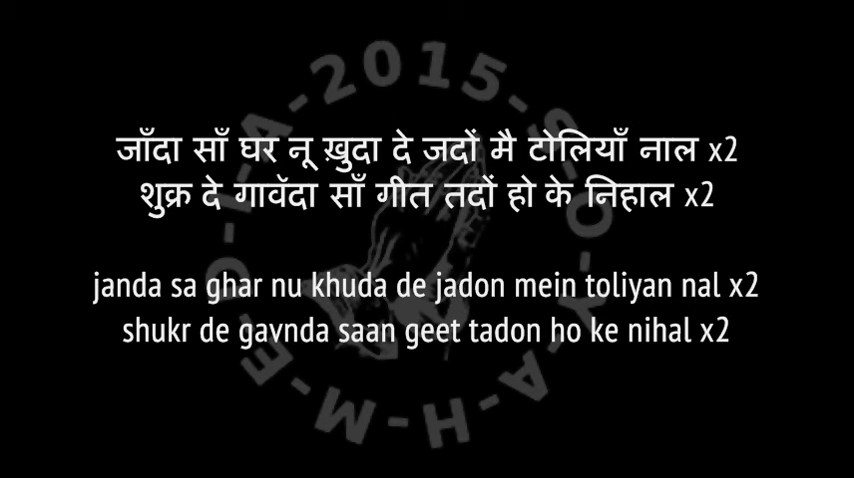 जाँदा साँ घर नू ख़ुदा दे जदों मै टोलियाँ नाल x2
शुक्र दे गावॅदा साँ गीत तदों हो के निहाल x2
janda sa ghar nu khuda de jadon mein toliyan nal x2
shukr de gavnda saan geet tadon ho ke nihal x2
S-O-Y-A-H-M-E-D-I-A-2015-